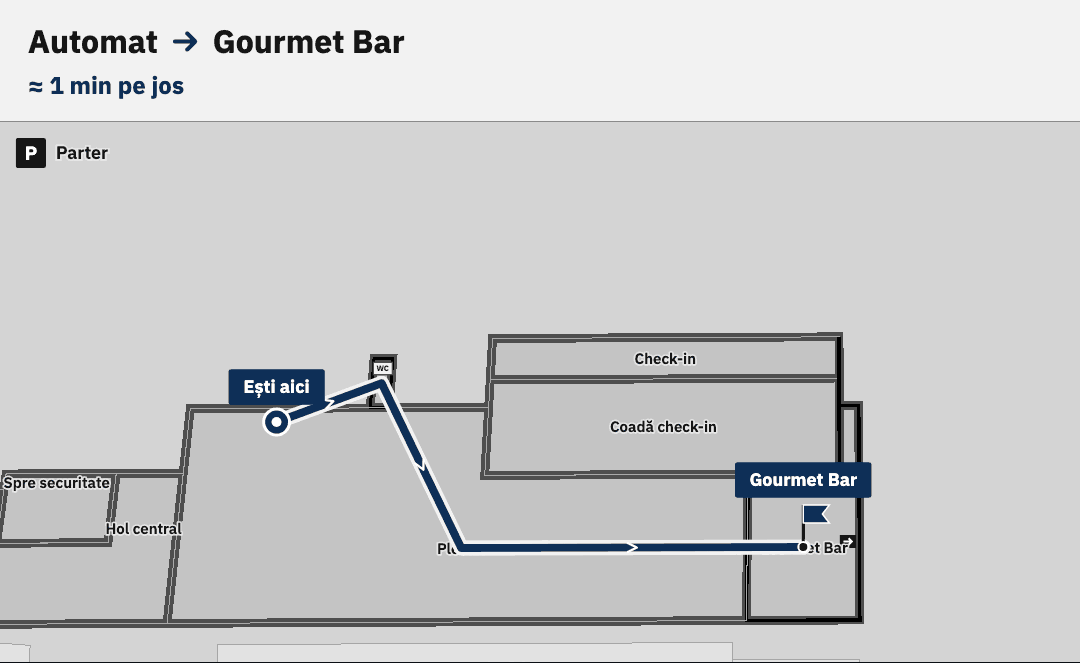 Automat → Gourmet Bar
≈ 1 min pe jos
P Parter
WC
Check-in
Ești aici
Coadă check-in
Gourmet Bar
Spre securitate
Hol central